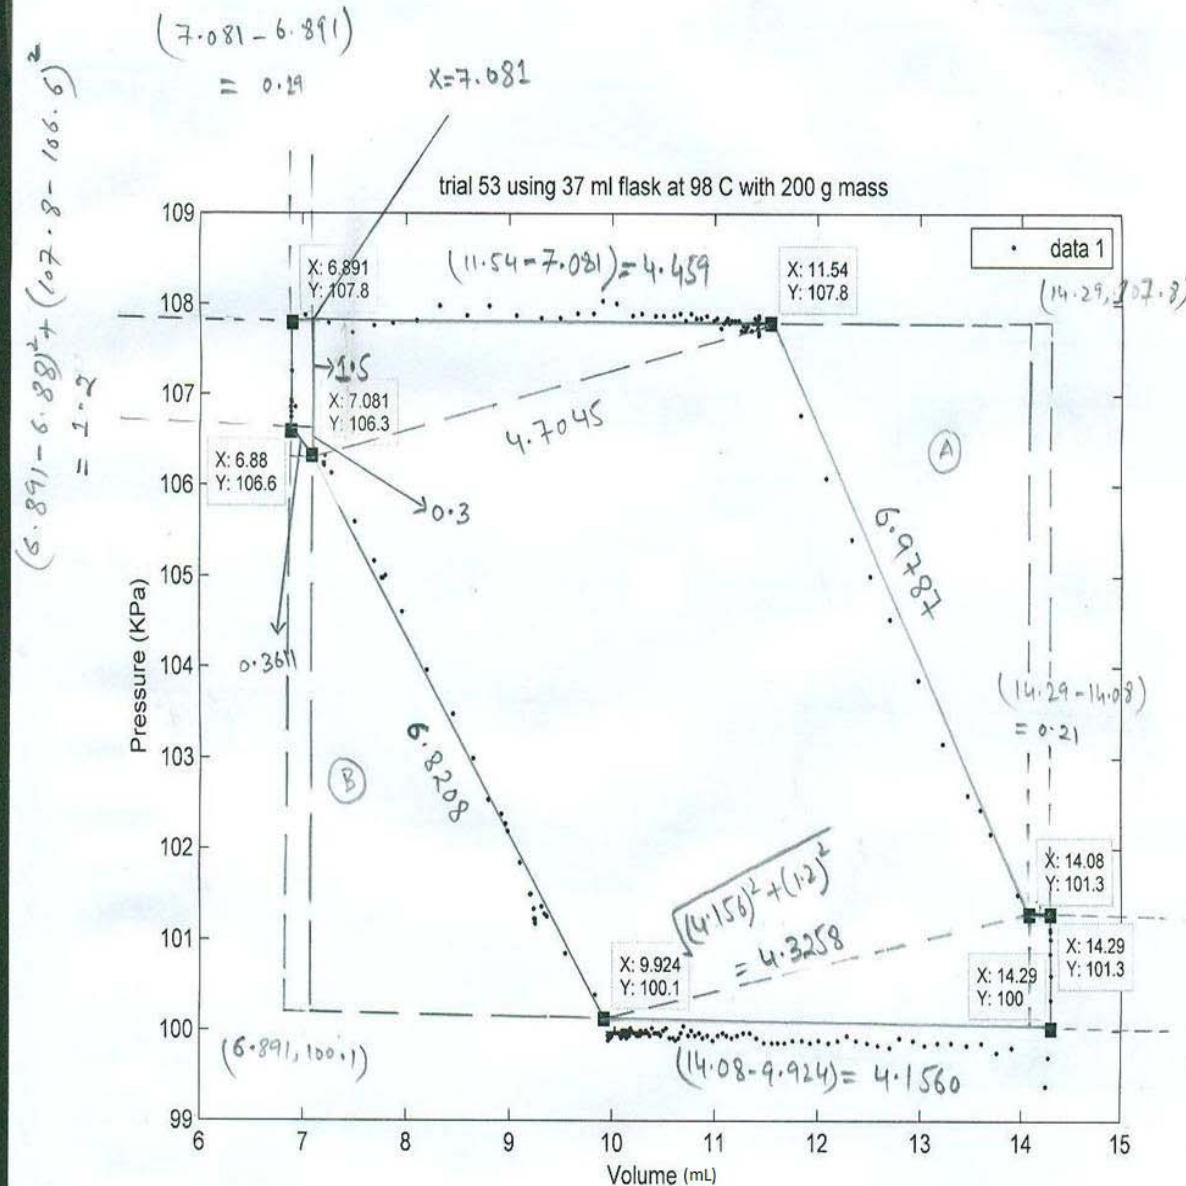 (7.081 - 6.891)
= 0.19
X=7.081
(6.891 - 6.88)² + (107.8 - 106.6)²
= 1.2
trial 53 using 37 ml flask at 98 C with 200 g mass
109
108
107
106
105
104
103
102
101
100
99
Pressure (KPa)
data 1
X: 6.891
Y: 107.8
(11.54 - 7.081) = 4.459
X: 11.54
Y: 107.8
(14.29, 107.8)
1.5
X: 7.081
Y: 106.3
4.7045
A
X: 6.88
Y: 106.6
0.3
6.9787
0.3611
(14.29 - 14.08)
= 0.21
6.8208
B
√(4.156)² + (1.2)²
= 4.3258
X: 14.08
Y: 101.3
X: 14.29
Y: 101.3
X: 9.924
Y: 100.1
X: 14.29
Y: 100
(6.891, 100.1)
(14.08 - 9.924) = 4.1560
6 7 8 9 10 11 12 13 14 15
Volume (mL)